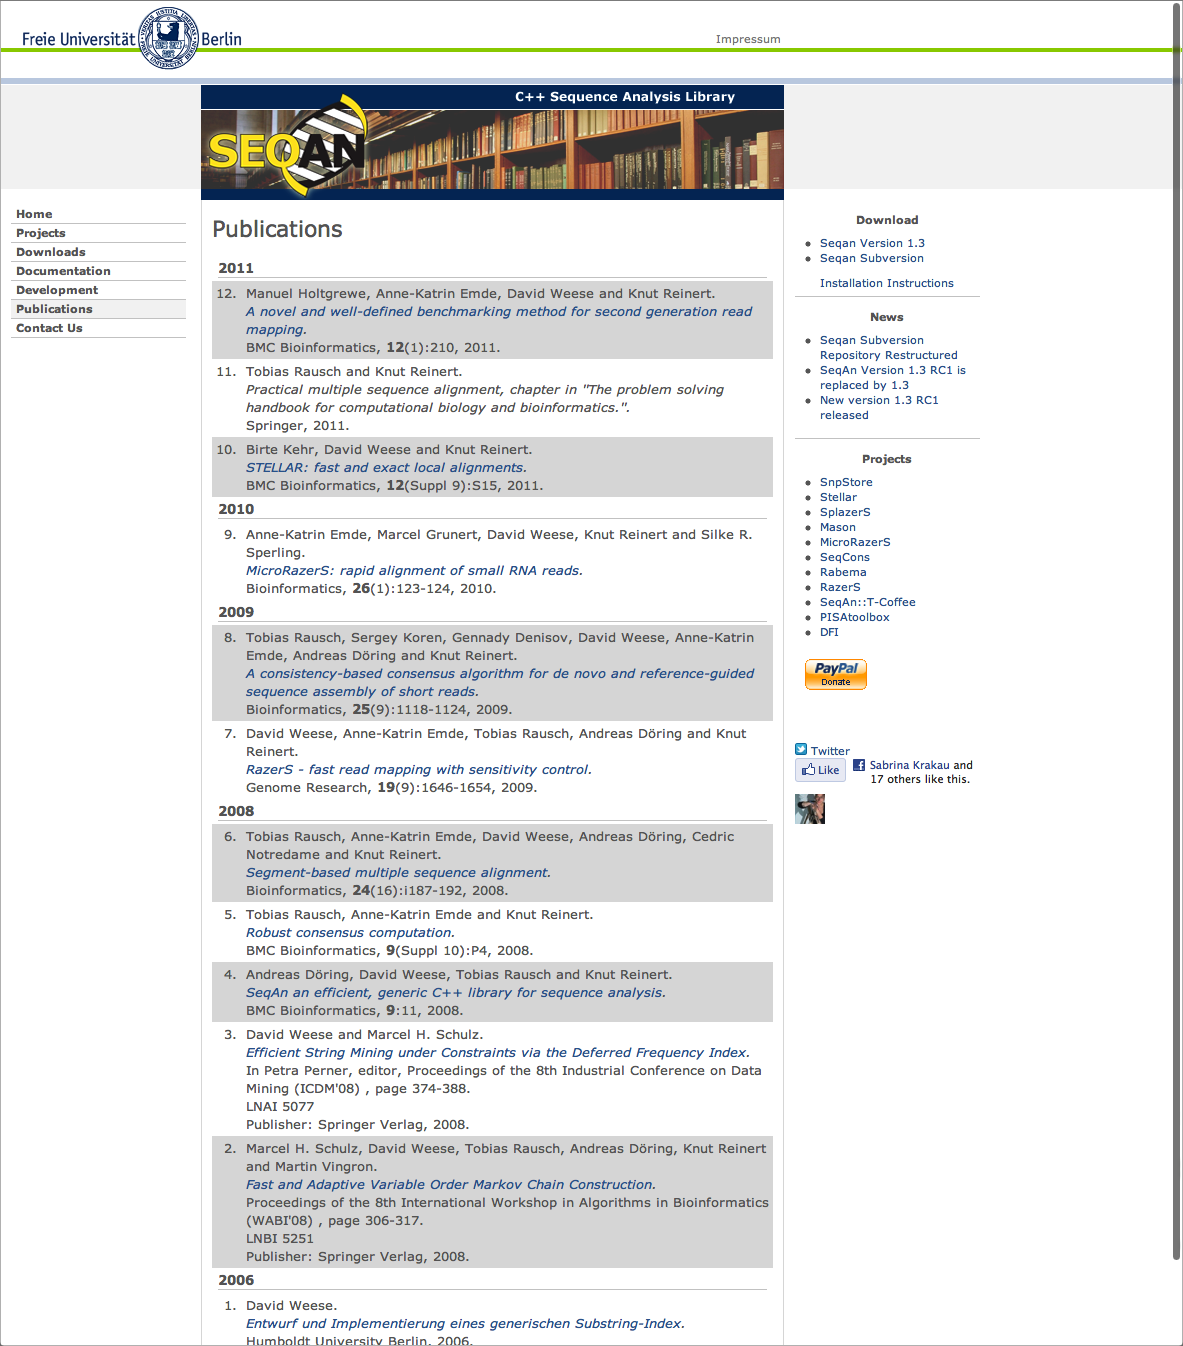 Freie Universität Berlin
Impressum
C++ Sequence Analysis Library
SEQAN
Home
Projects
Downloads
Documentation
Development
Publications
Contact Us
Publications
2011
12. Manuel Holtgrewe, Anne-Katrin Emde, David Weese and Knut Reinert.
A novel and well-defined benchmarking method for second generation read
mapping.
BMC Bioinformatics, 12(1):210, 2011.
11. Tobias Rausch and Knut Reinert.
Practical multiple sequence alignment, chapter in "The problem solving
handbook for computational biology and bioinformatics.".
Springer, 2011.
10. Birte Kehr, David Weese and Knut Reinert.
STELLAR: fast and exact local alignments.
BMC Bioinformatics, 12(Suppl 9):S15, 2011.
2010
9. Anne-Katrin Emde, Marcel Grunert, David Weese, Knut Reinert and Silke R.
Sperling.
MicroRazerS: rapid alignment of small RNA reads.
Bioinformatics, 26(1):123-124, 2010.
2009
8. Tobias Rausch, Sergey Koren, Gennady Denisov, David Weese, Anne-Katrin
Emde, Andreas Döring and Knut Reinert.
A consistency-based consensus algorithm for de novo and reference-guided
sequence assembly of short reads.
Bioinformatics, 25(9):1118-1124, 2009.
7. David Weese, Anne-Katrin Emde, Tobias Rausch, Andreas Döring and Knut
Reinert.
RazerS - fast read mapping with sensitivity control.
Genome Research, 19(9):1646-1654, 2009.
2008
6. Tobias Rausch, Anne-Katrin Emde, David Weese, Andreas Döring, Cedric
Notredame and Knut Reinert.
Segment-based multiple sequence alignment.
Bioinformatics, 24(16):i187-192, 2008.
5. Tobias Rausch, Anne-Katrin Emde and Knut Reinert.
Robust consensus computation.
BMC Bioinformatics, 9(Suppl 10):P4, 2008.
4. Andreas Döring, David Weese, Tobias Rausch and Knut Reinert.
SeqAn an efficient, generic C++ library for sequence analysis.
BMC Bioinformatics, 9:11, 2008.
3. David Weese and Marcel H. Schulz.
Efficient String Mining under Constraints via the Deferred Frequency Index.
In Petra Perner, editor, Proceedings of the 8th Industrial Conference on Data
Mining (ICDM'08) , page 374-388.
LNAI 5077
Publisher: Springer Verlag, 2008.
2. Marcel H. Schulz, David Weese, Tobias Rausch, Andreas Döring, Knut Reinert
and Martin Vingron.
Fast and Adaptive Variable Order Markov Chain Construction.
Proceedings of the 8th International Workshop in Algorithms in Bioinformatics
(WABI'08) , page 306-317.
LNBI 5251
Publisher: Springer Verlag, 2008.
2006
1. David Weese.
Entwurf und Implementierung eines generischen Substring-Index.
Humboldt University Berlin, 2006.
Download
Seqan Version 1.3
Seqan Subversion
Installation Instructions
News
Seqan Subversion
Repository Restructured
SeqAn Version 1.3 RC1 is
replaced by 1.3
New version 1.3 RC1
released
Projects
SnpStore
Stellar
SplazerS
Mason
MicroRazerS
SeqCons
Rabema
RazerS
SeqAn::T-Coffee
PISAtoolbox
DFI
PayPal
Donate
Twitter
Like
Sabrina Krakau and
17 others like this.